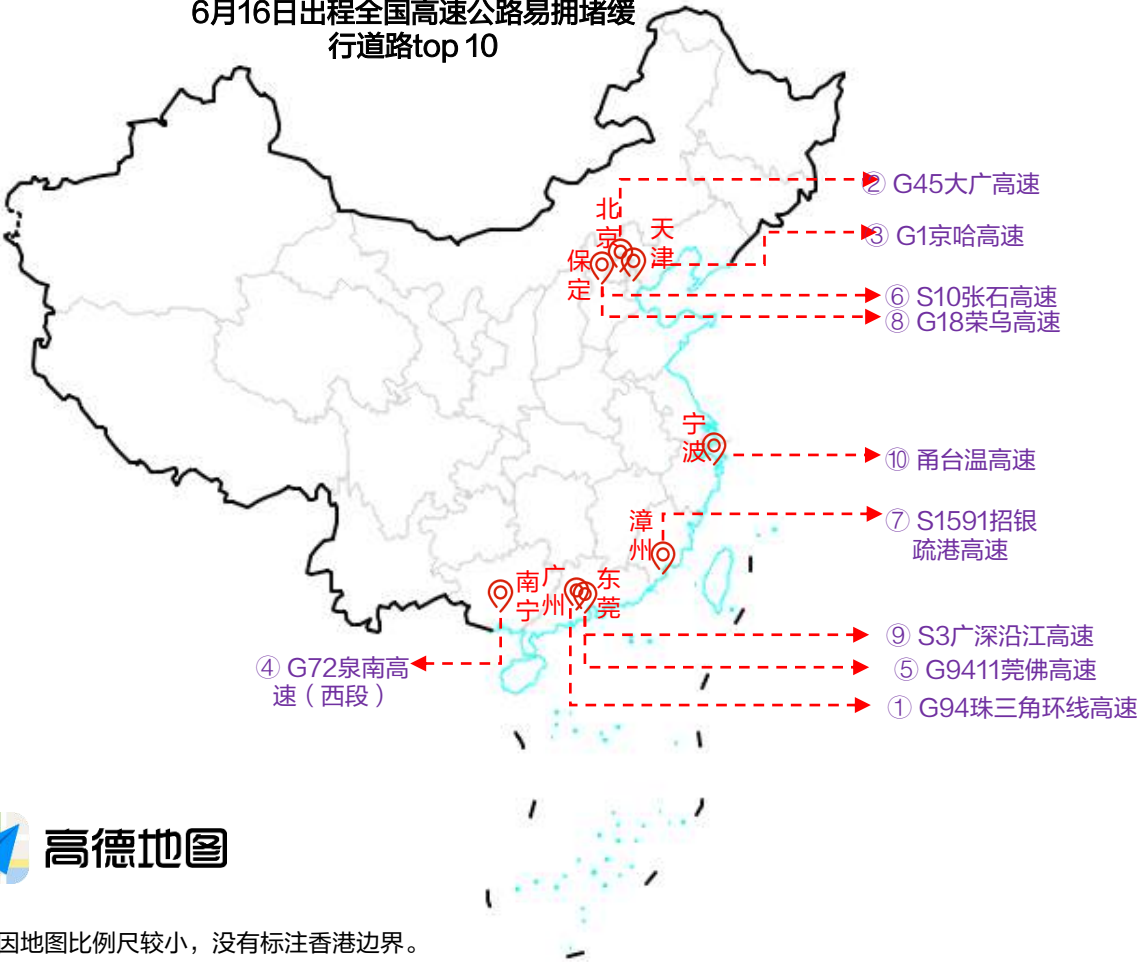 6月16日出程全国高速公路易拥堵缓
行道路top 10
② G45大广高速
北京
天津
③ G1京哈高速
保定
⑥ S10张石高速
⑧ G18荣乌高速
宁波
⑩ 甬台温高速
漳州
⑦ S1591招银
疏港高速
南宁
广州
东莞
⑨ S3广深沿江高速
④ G72泉南高
速（西段）
⑤ G9411莞佛高速
① G94珠三角环线高速
高德地图
因地图比例尺较小，没有标注香港边界。